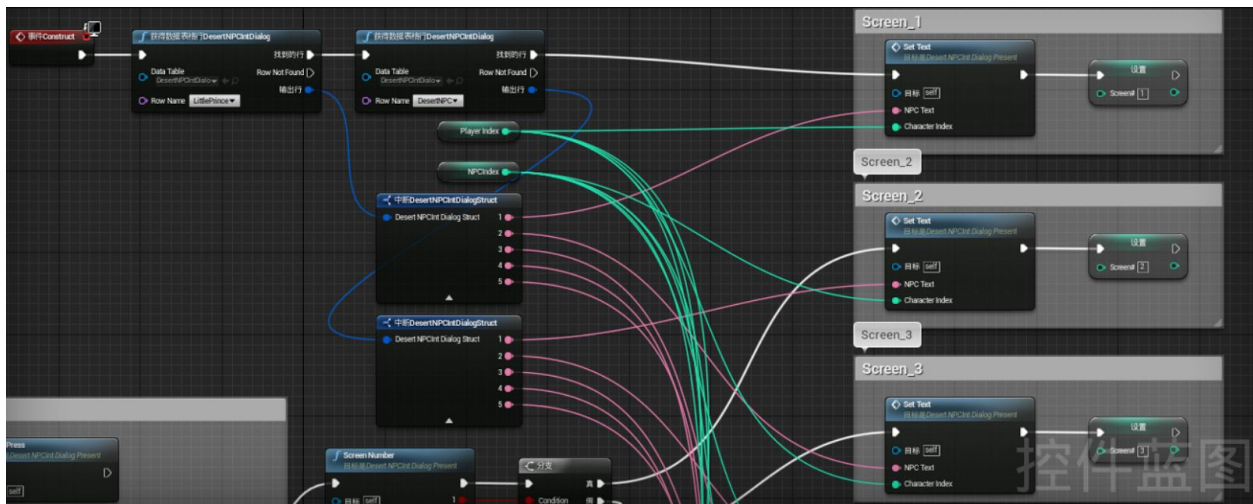 事件Construct
获得数据表格行DesertNPCIntDialog
找到的行
Data Table
DesertNPCIntDialo
Row Not Found
Row Name LittlePrince
输出行
获得数据表格行DesertNPCIntDialog
找到的行
Data Table
DesertNPCIntDialo
Row Not Found
Row Name DesertNPC
输出行
Player Index
NPCIndex
中断DesertNPCIntDialogStruct
Desert NPCInt Dialog Struct
1
2
3
4
5
中断DesertNPCIntDialogStruct
Desert NPCInt Dialog Struct
1
2
3
4
5
Screen_1
Set Text
目标是Desert NPCInt Dialog Present
目标 self
NPC Text
Character Index
设置
Screen# 1
Screen_2
Screen_2
Set Text
目标是Desert NPCInt Dialog Present
目标 self
NPC Text
Character Index
设置
Screen# 2
Screen_3
Screen_3
Set Text
目标是Desert NPCInt Dialog Present
目标 self
NPC Text
Character Index
设置
Screen# 3
Press
Desert NPCInt Dialog Present
self
Screen Number
目标是Desert NPCInt Dialog Present
目标 self
1
分支
真
Condition 假
控件蓝图